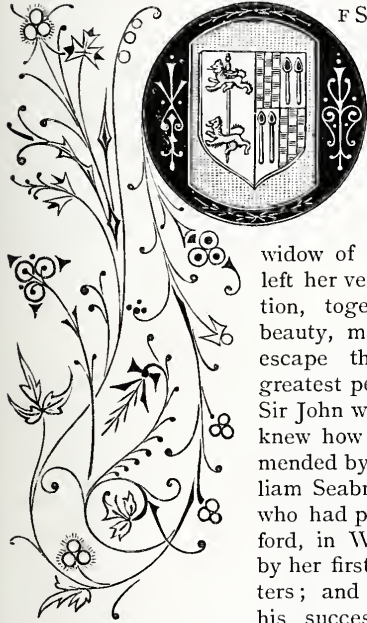 F S
widow of
left her ve
tion, toge
beauty, m
escape th
greatest pe
Sir John w
knew how
mended by
liam Seabr
who had p
ford, in W
by her first
ters; and
his succes